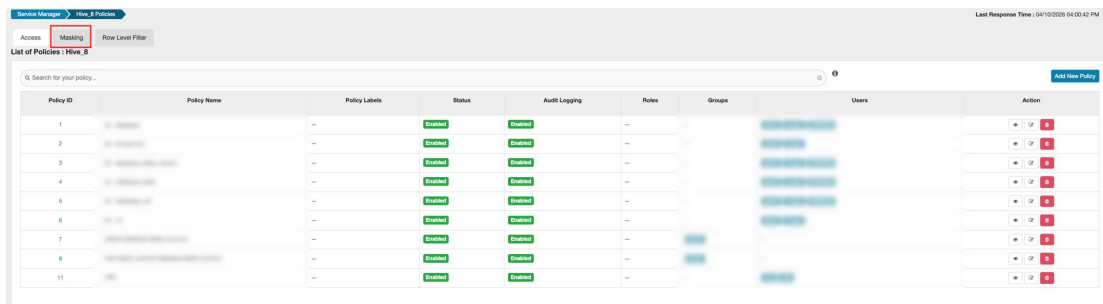 Service Manager Hive_8 Policies Last Response Time : 04/10/2026 04:00:42 PM
Access Masking Row Level Filter
List of Policies : Hive_8
Search for your policy...
Add New Policy
Policy ID Policy Name Policy Labels Status Audit Logging Roles Groups Users Action
1 -- Enabled Enabled --
2 -- Enabled Enabled --
3 -- Enabled Enabled --
4 -- Enabled Enabled --
5 -- Enabled Enabled --
6 -- Enabled Enabled --
7 -- Enabled Enabled --
8 -- Enabled Enabled --
11 -- Enabled Enabled --